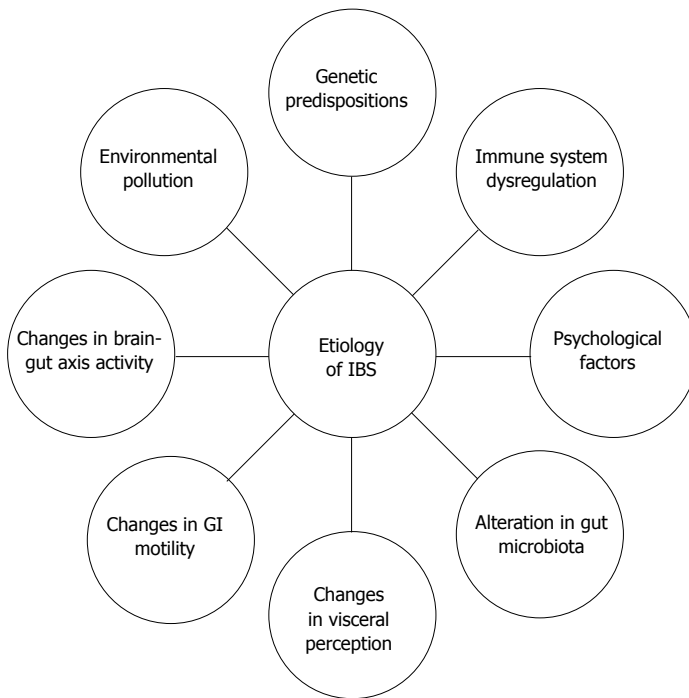 Genetic
predispositions
Immune system
dysregulation
Psychological
factors
Alteration in gut
microbiota
Changes
in visceral
perception
Changes in GI
motility
Changes in brain-
gut axis activity
Environmental
pollution
Etiology
of IBS